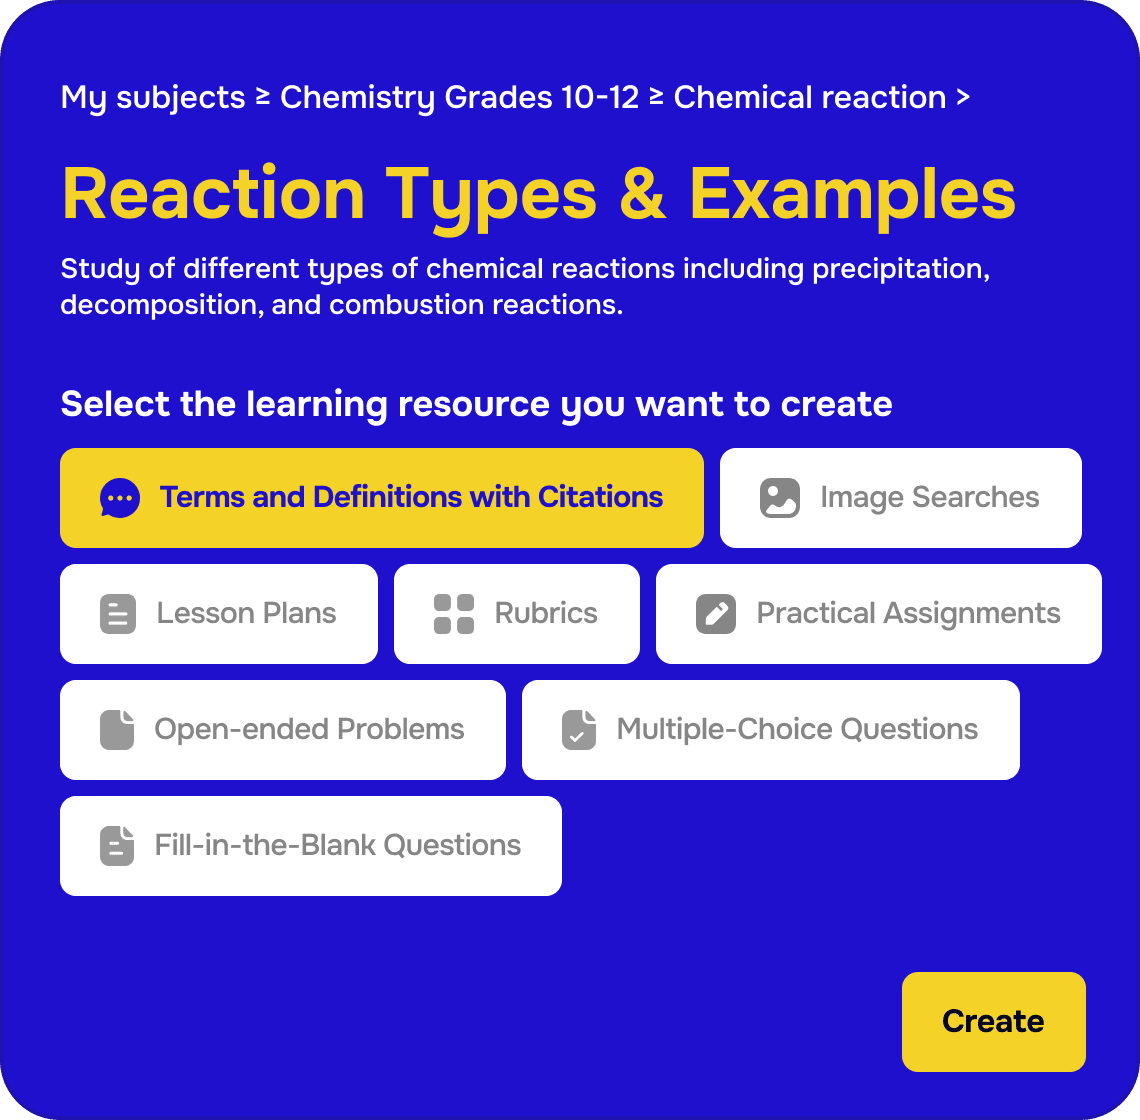 My subjects ≥ Chemistry Grades 10-12 ≥ Chemical reaction >
Reaction Types & Examples
Study of different types of chemical reactions including precipitation,
decomposition, and combustion reactions.
Select the learning resource you want to create
Terms and Definitions with Citations
Image Searches
Lesson Plans
Rubrics
Practical Assignments
Open-ended Problems
Multiple-Choice Questions
Fill-in-the-Blank Questions
Create